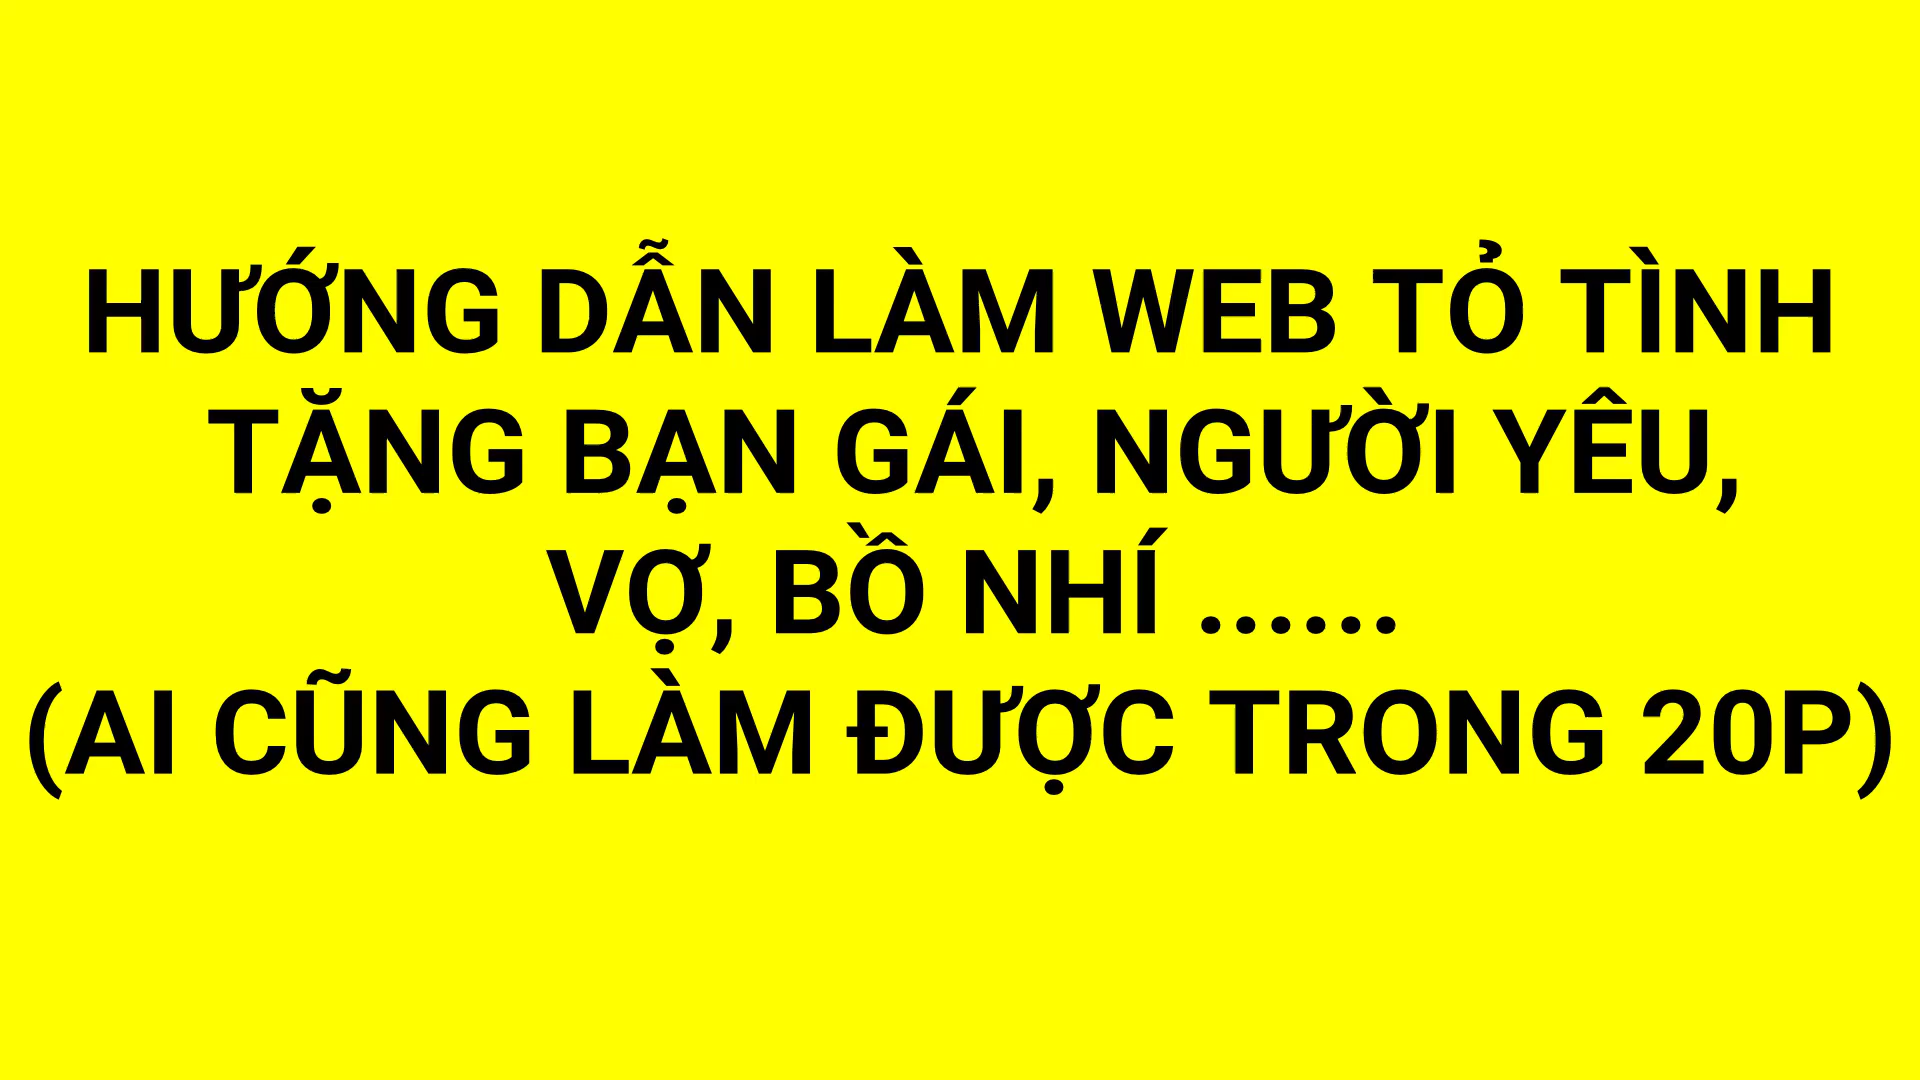 HƯỚNG DẪN LÀM WEB TỎ TÌNH
TẶNG BẠN GÁI, NGƯỜI YÊU,
VỢ, BỒ NHÍ ......
(AI CŨNG LÀM ĐƯỢC TRONG 20P)